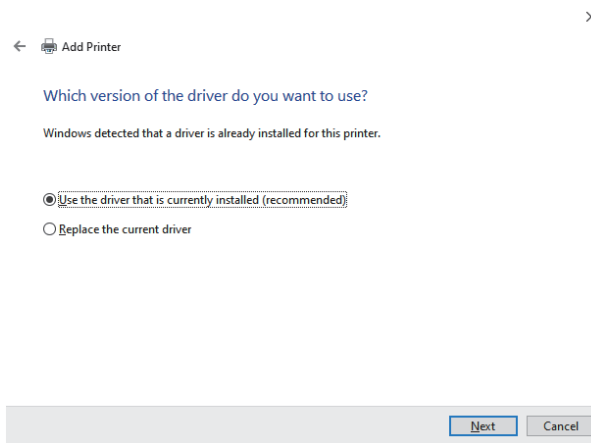 Add Printer
Which version of the driver do you want to use?
Windows detected that a driver is already installed for this printer.
Use the driver that is currently installed (recommended)
Replace the current driver
Next Cancel